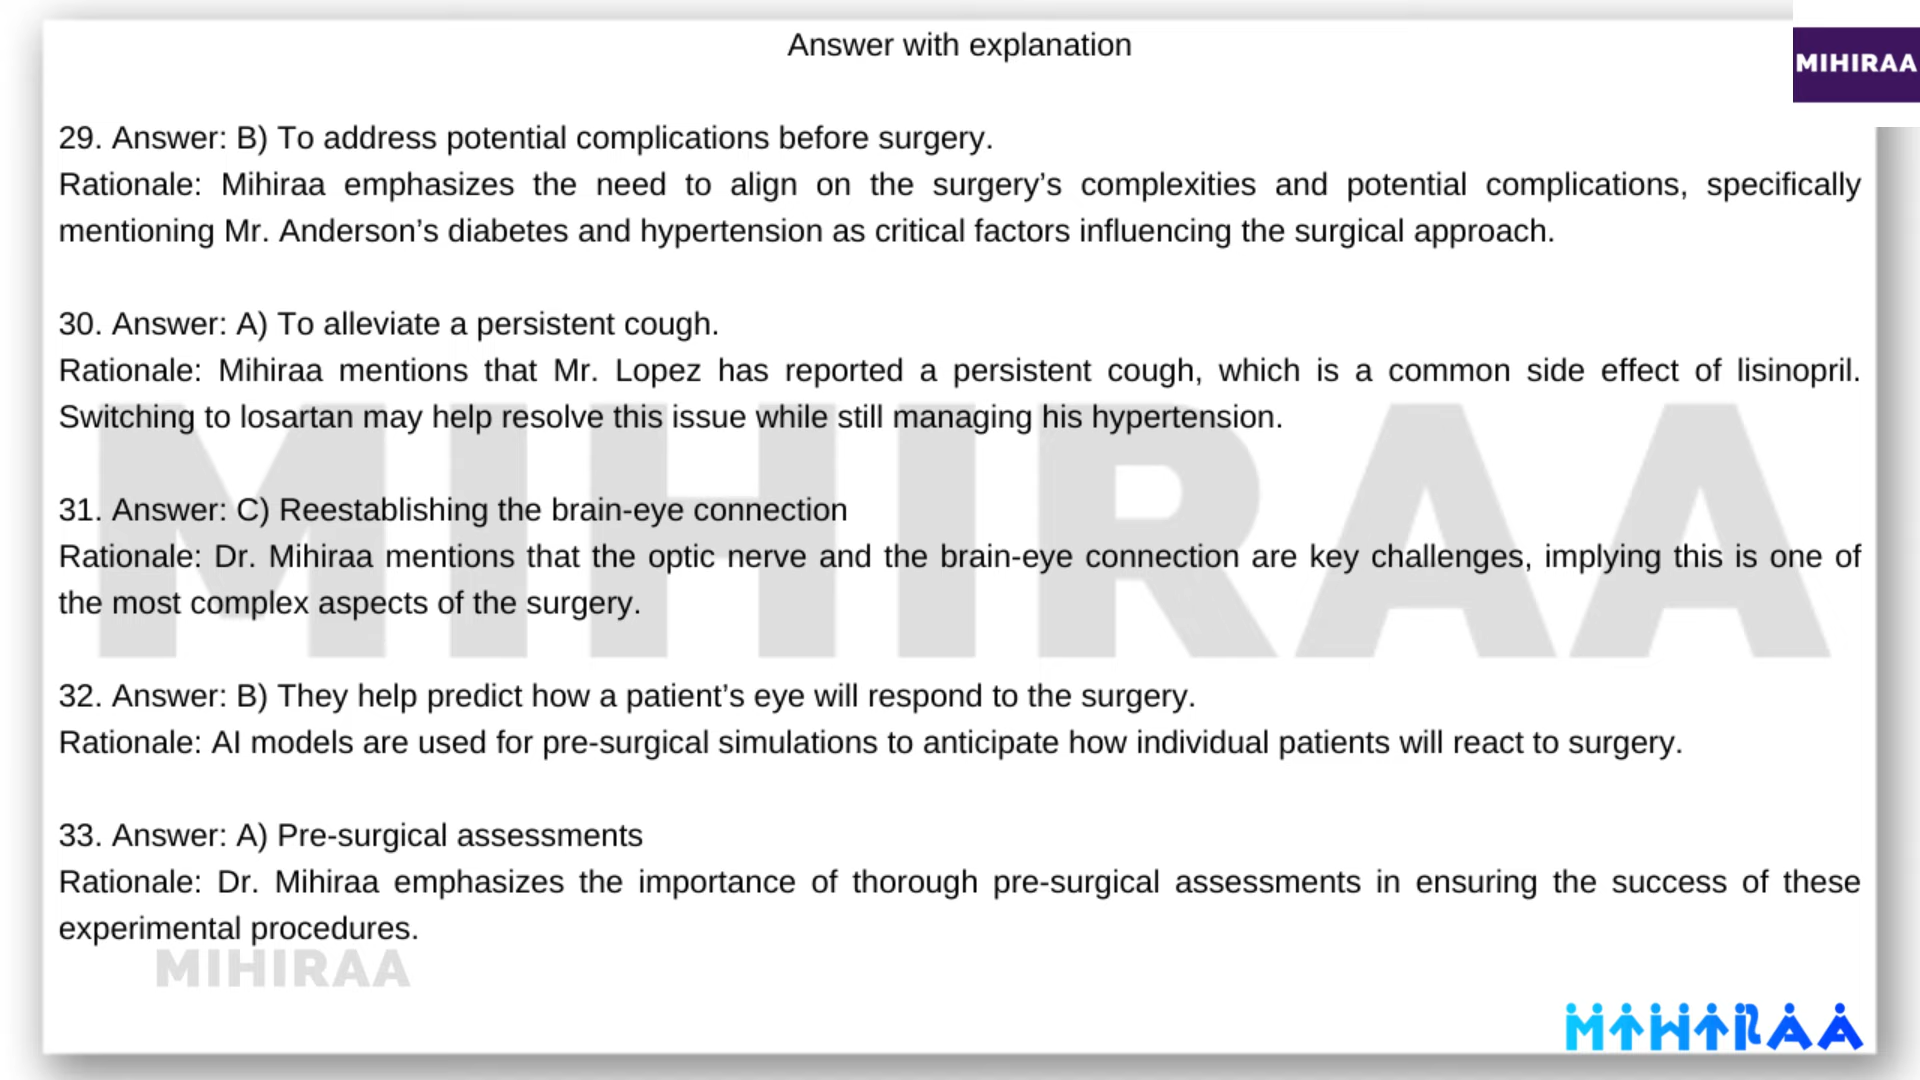 Answer with explanation
MIHIRAA
29. Answer: B) To address potential complications before surgery.
Rationale: Mihiraa emphasizes the need to align on the surgery’s complexities and potential complications, specifically
mentioning Mr. Anderson’s diabetes and hypertension as critical factors influencing the surgical approach.
30. Answer: A) To alleviate a persistent cough.
Rationale: Mihiraa mentions that Mr. Lopez has reported a persistent cough, which is a common side effect of lisinopril.
Switching to losartan may help resolve this issue while still managing his hypertension.
MIHIRAA
31. Answer: C) Reestablishing the brain-eye connection
Rationale: Dr. Mihiraa mentions that the optic nerve and the brain-eye connection are key challenges, implying this is one of
the most complex aspects of the surgery.
32. Answer: B) They help predict how a patient’s eye will respond to the surgery.
Rationale: AI models are used for pre-surgical simulations to anticipate how individual patients will react to surgery.
33. Answer: A) Pre-surgical assessments
Rationale: Dr. Mihiraa emphasizes the importance of thorough pre-surgical assessments in ensuring the success of these
experimental procedures.
MIHIRAA
MIHIRAA